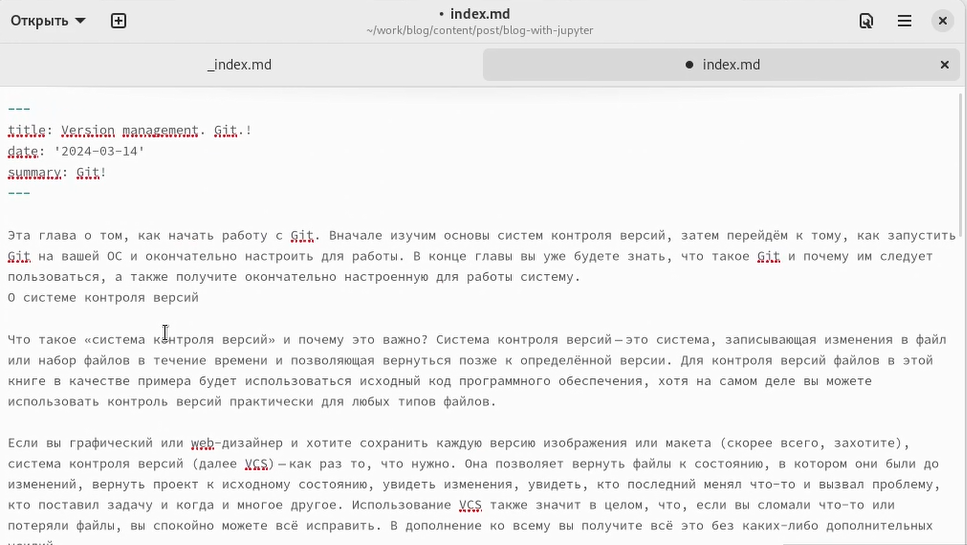 Открыть
• index.md
~/work/blog/content/post/blog-with-jupyter
_index.md
● index.md
---
title: Version management. Git.!
date: '2024-03-14'
summary: Git!
---
Эта глава о том, как начать работу с Git. Вначале изучим основы систем контроля версий, затем перейдём к тому, как запустить
Git на вашей ОС и окончательно настроить для работы. В конце главы вы уже будете знать, что такое Git и почему им следует
пользоваться, а также получите окончательно настроенную для работы систему.
О системе контроля версий
Что такое «система контроля версий» и почему это важно? Система контроля версий — это система, записывающая изменения в файл
или набор файлов в течение времени и позволяющая вернуться позже к определённой версии. Для контроля версий файлов в этой
книге в качестве примера будет использоваться исходный код программного обеспечения, хотя на самом деле вы можете
использовать контроль версий практически для любых типов файлов.
Если вы графический или web-дизайнер и хотите сохранить каждую версию изображения или макета (скорее всего, захотите),
система контроля версий (далее VCS) — как раз то, что нужно. Она позволяет вернуть файлы к состоянию, в котором они были до
изменений, вернуть проект к исходному состоянию, увидеть изменения, увидеть, кто последний менял что-то и вызвал проблему,
кто поставил задачу и когда и многое другое. Использование VCS также значит в целом, что, если вы сломали что-то или
потеряли файлы, вы спокойно можете всё исправить. В дополнение ко всему вы получите всё это без каких-либо дополнительных